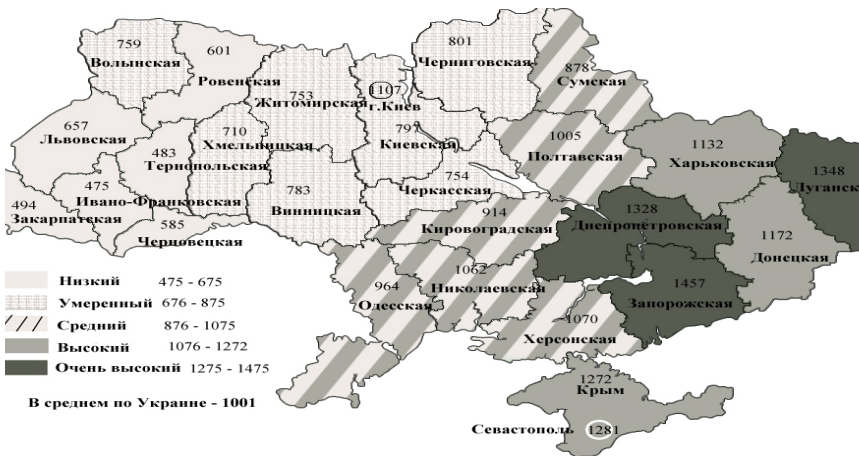 759
Волынская
601
Ровенская
753
Житомирская
1107
г.Киев
801
Черниговская
878
Сумская
657
Львовская
483
Тернопольская
710
Хмельницкая
797
Киевская
1005
Полтавская
1132
Харьковская
1348
Луганск
494
Закарпатская
475
Ивано-Франковская
585
Черновецкая
783
Винницкая
754
Черкасская
914
Кировоградская
1328
Днепропетровская
1172
Донецкая
964
Одесская
1062
Николаевская
1070
Херсонская
1457
Запорожская
1272
Крым
Севастополь 1281
Низкий 475 - 675
Умеренный 676 - 875
Средний 876 - 1075
Высокий 1076 - 1272
Очень высокий 1275 - 1475
В среднем по Украине - 1001